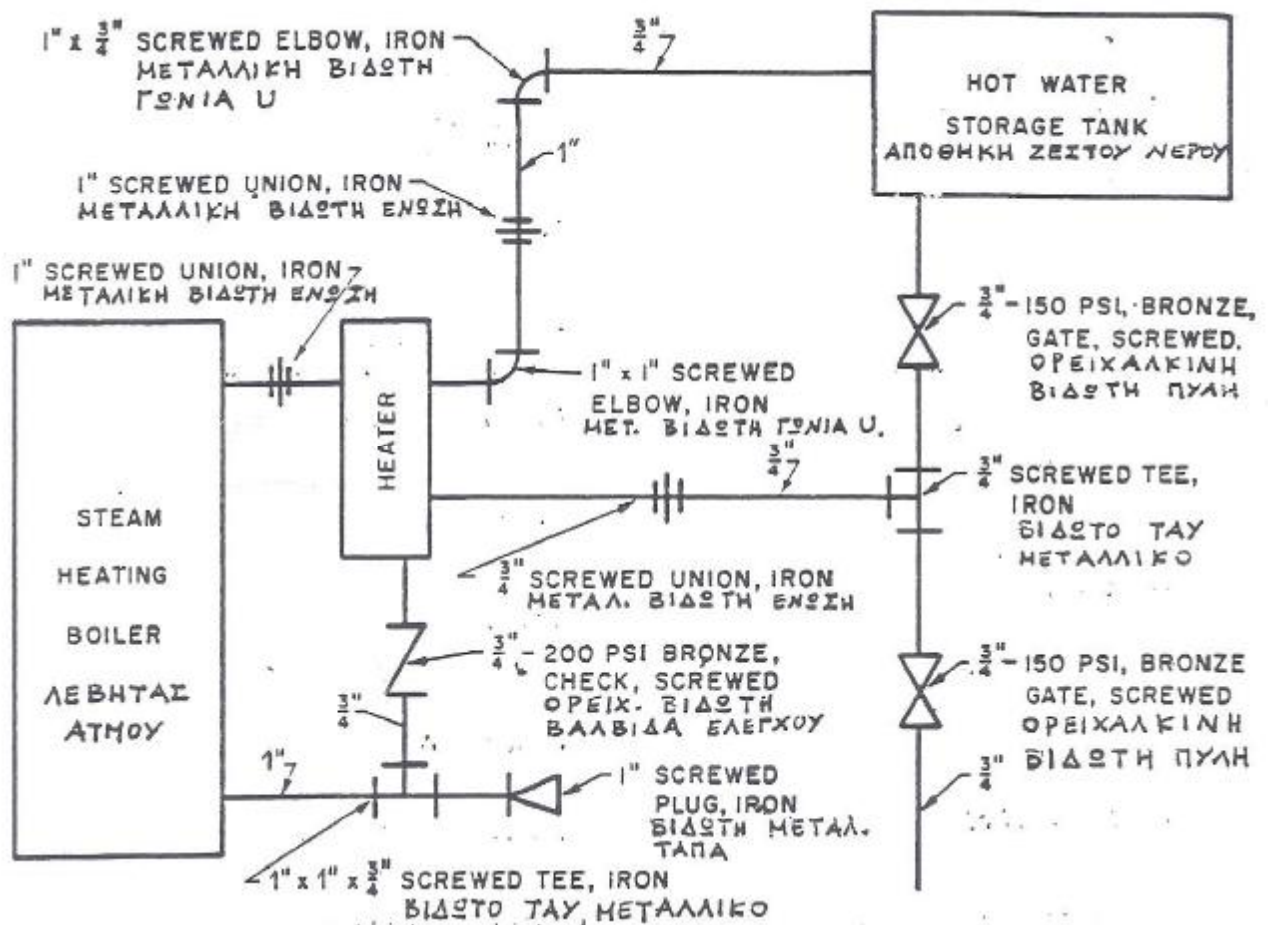 1" x 3/4" SCREWED ELBOW, IRON
ΜΕΤΑΛΛΙΚΗ ΒΙΔΩΤΗ
ΓΩΝΙΑ U
3/4"
HOT WATER
STORAGE TANK
ΑΠΟΘΗΚΗ ΖΕΣΤΟΥ ΝΕΡΟΥ
1"
1" SCREWED UNION, IRON
ΜΕΤΑΛΛΙΚΗ ΒΙΔΩΤΗ ΕΝΩΣΗ
1" SCREWED UNION, IRON
ΜΕΤΑΛΙΚΗ ΒΙΔΩΤΗ ΕΝΩΣΗ
3/4"-150 PSI, BRONZE,
GATE, SCREWED.
ΟΡΕΙΧΑΛΚΙΝΗ
ΒΙΔΩΤΗ ΠΥΛΗ
1" x 1" SCREWED
ELBOW, IRON
ΜΕΤ. ΒΙΔΩΤΗ ΓΩΝΙΑ U.
HEATER
3/4"
3/4" SCREWED TEE,
IRON
ΒΙΔΩΤΟ ΤΑΥ
ΜΕΤΑΛΛΙΚΟ
STEAM
HEATING
BOILER
ΛΕΒΗΤΑΣ
ΑΤΜΟΥ
3/4" SCREWED UNION, IRON
ΜΕΤΑΛ. ΒΙΔΩΤΗ ΕΝΩΣΗ
3/4"-200 PSI BRONZE,
CHECK, SCREWED
ΟΡΕΙΧ. ΒΙΔΩΤΗ
ΒΑΛΒΙΔΑ ΕΛΕΓΧΟΥ
3/4"-150 PSI, BRONZE
GATE, SCREWED
ΟΡΕΙΧΑΛΚΙΝΗ
ΒΙΔΩΤΗ ΠΥΛΗ
3/4"
1"
1" SCREWED
PLUG, IRON
ΒΙΔΩΤΗ ΜΕΤΑΛ.
ΤΑΠΑ
3/4"
1" x 1" x 3/4" SCREWED TEE, IRON
ΒΙΔΩΤΟ ΤΑΥ, ΜΕΤΑΛΛΙΚΟ